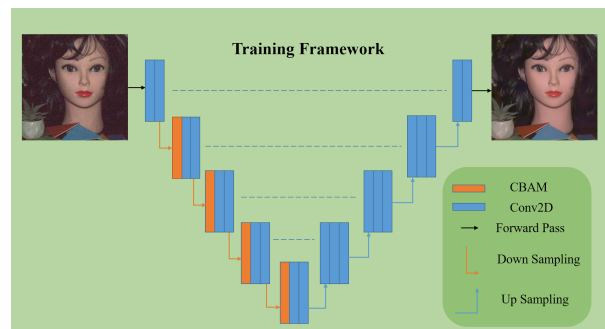 Training Framework
CBAM
Conv2D
Forward Pass
Down Sampling
Up Sampling